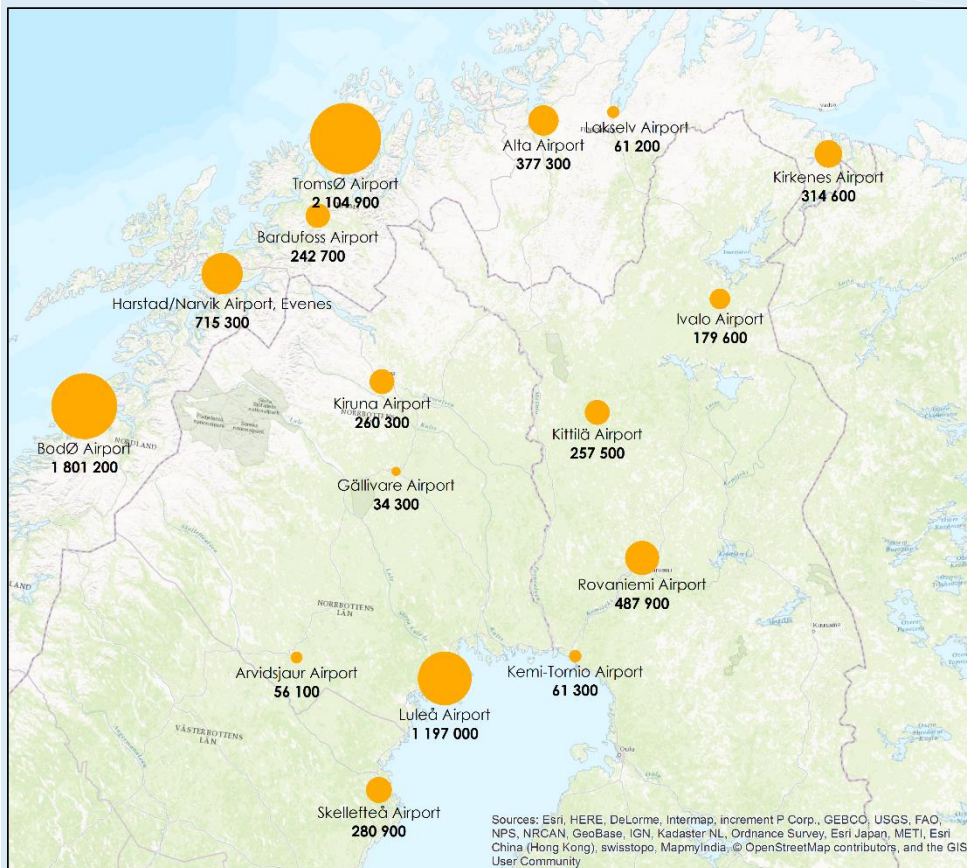 Lakselv Airport
61 200
Alta Airport
377 300
Vadsø
Kirkenes Airport
314 600
TromsØ Airport
2 104 900
Bardufoss Airport
242 700
Harstad/Narvik Airport, Evenes
715 300
Ivalo Airport
179 600
Kiruna Airport
NORRBOTTENS
260 300
Kittilä Airport
257 500
BodØ Airport
NORDLAND
1 801 200
Gällivare Airport
34 300
Rovaniemi Airport
487 900
NORRBOTTENS
LÄN
Arvidsjaur Airport
56 100
Kemi-Tornio Airport
61 300
Luleå Airport
1 197 000
VÄSTERBOTTENS
LÄN
Oulu
Skellefteå Airport
280 900
Sources: Esri, HERE, DeLorme, Intermap, increment P Corp., GEBCO, USGS, FAO,
NPS, NRCAN, GeoBase, IGN, Kadaster NL, Ordnance Survey, Esri Japan, METI, Esri
China (Hong Kong), swisstopo, MapmyIndia, © OpenStreetMap contributors, and the GIS
User Community